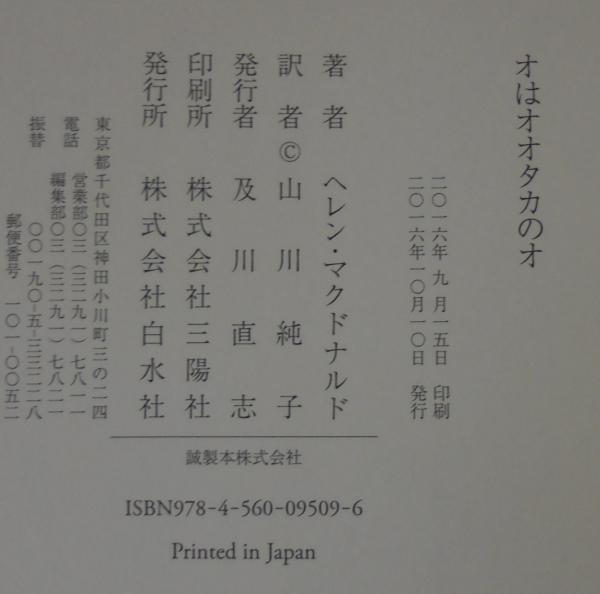 オはオオタカのオ
二〇一六年 九 月一五日 印刷
二〇一六年一〇月一〇日 発行
著者 ヘレン・マクドナルド
訳者 © 山川純子
発行者 及川直志
印刷所 株式会社三陽社
発行所 株式会社白水社
東京都千代田区神田小川町三の二四
電話 営業部〇三(三二九一)七八一一
編集部〇三(三二九一)七八二一
振替 〇〇一九〇-五-三三二二八
郵便番号 一〇一-〇〇五二
誠製本株式会社
ISBN978-4-560-09509-6
Printed in Japan